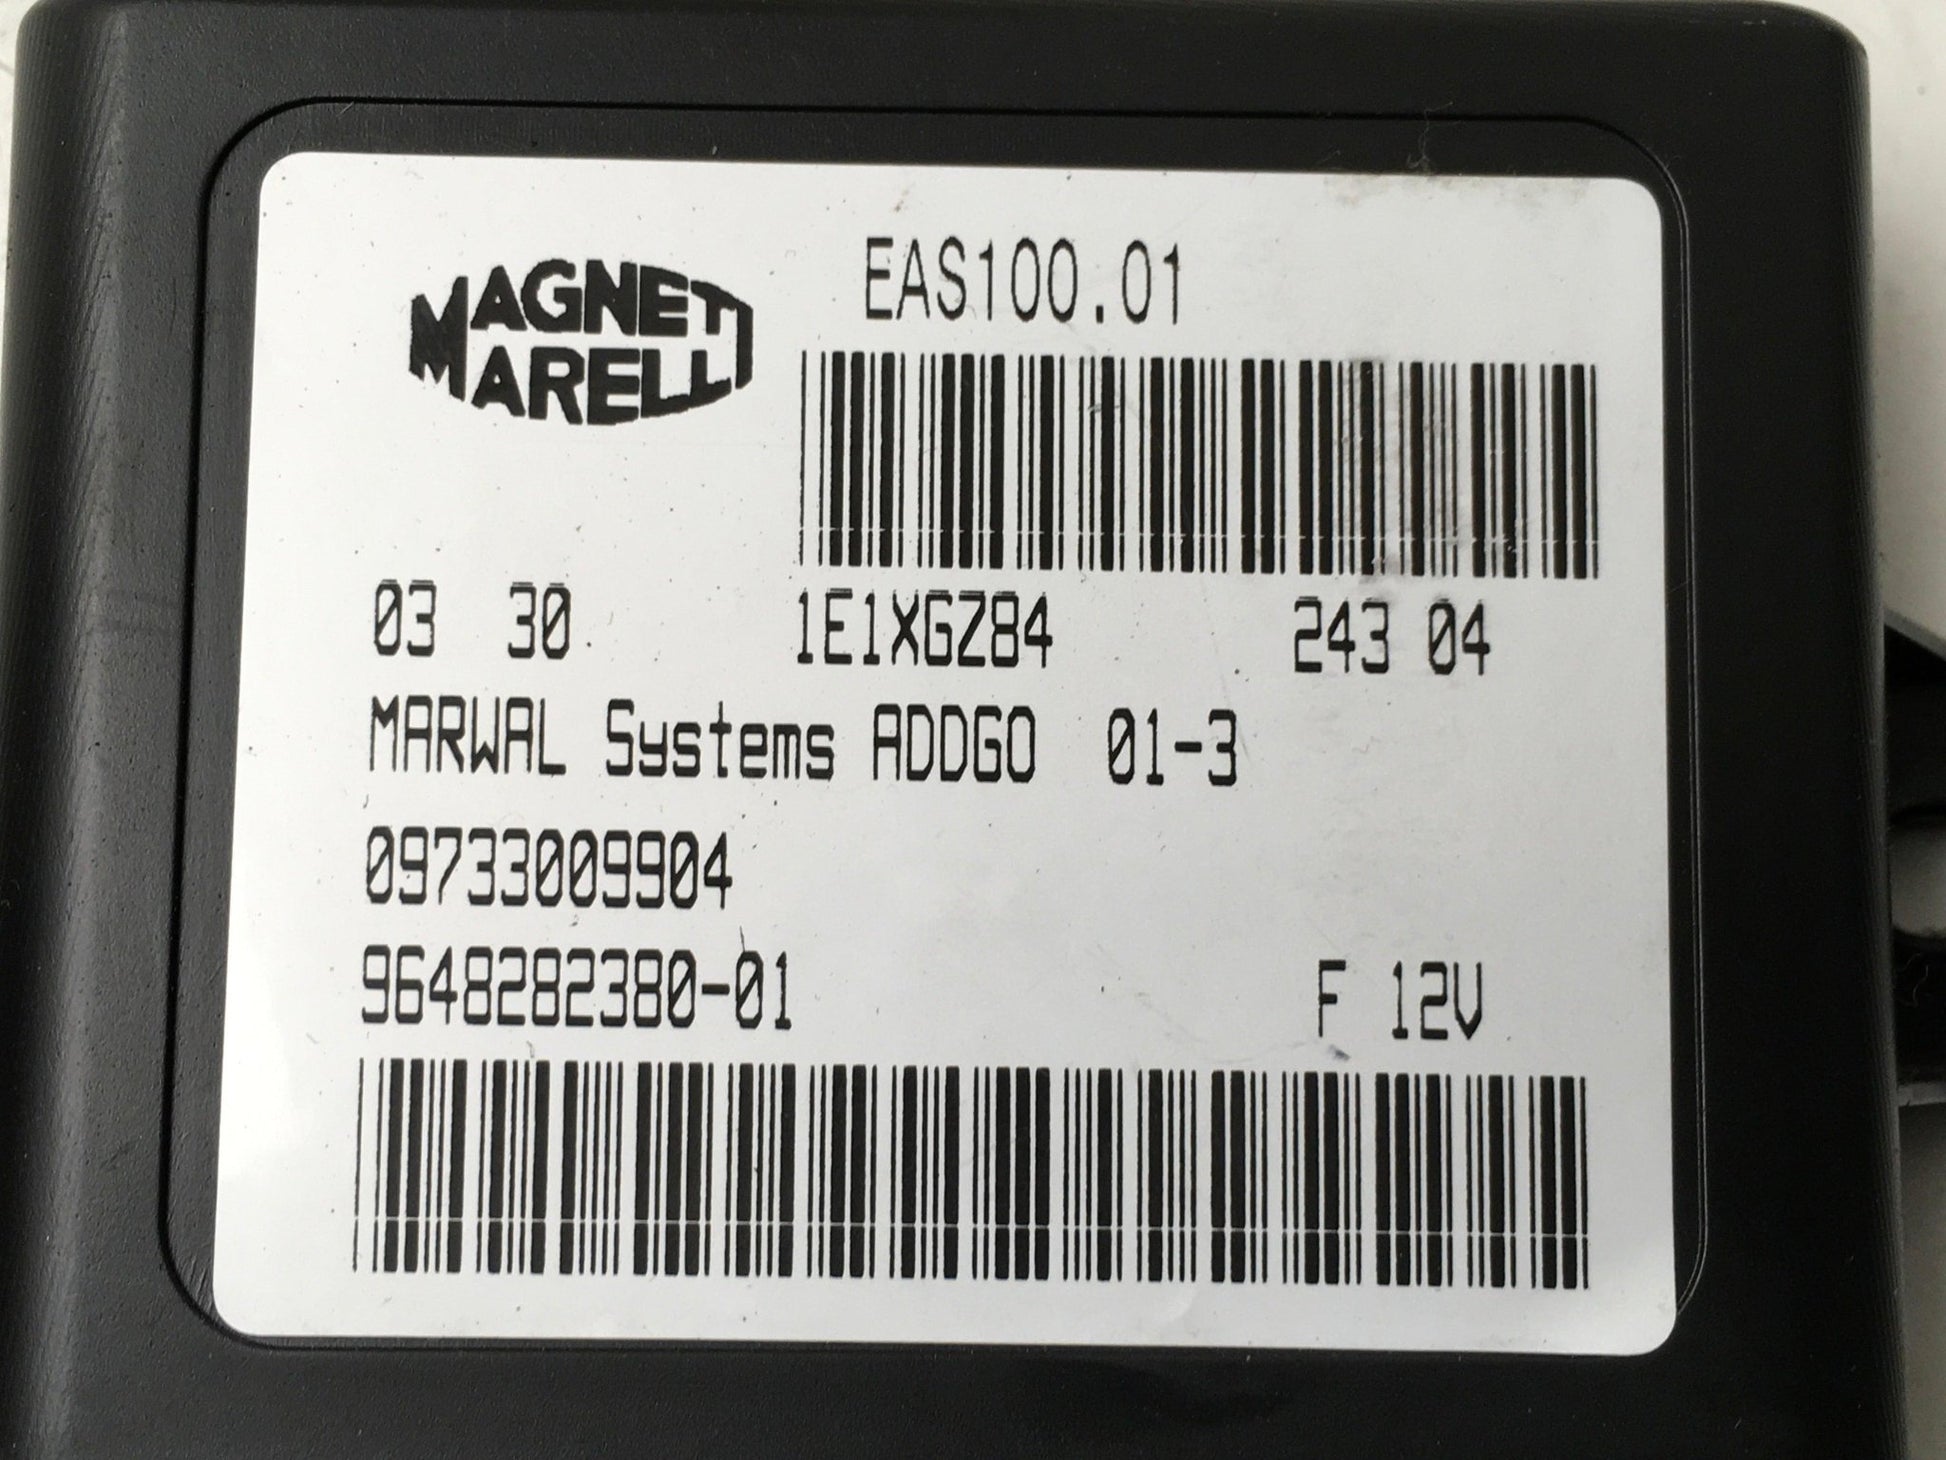 MAGNETI
MARELLI
EAS100.01
03 30 1E1XGZ84 243 04
MARWAL Systems ADDGO 01-3
09733009904
9648282380-01 F 12V